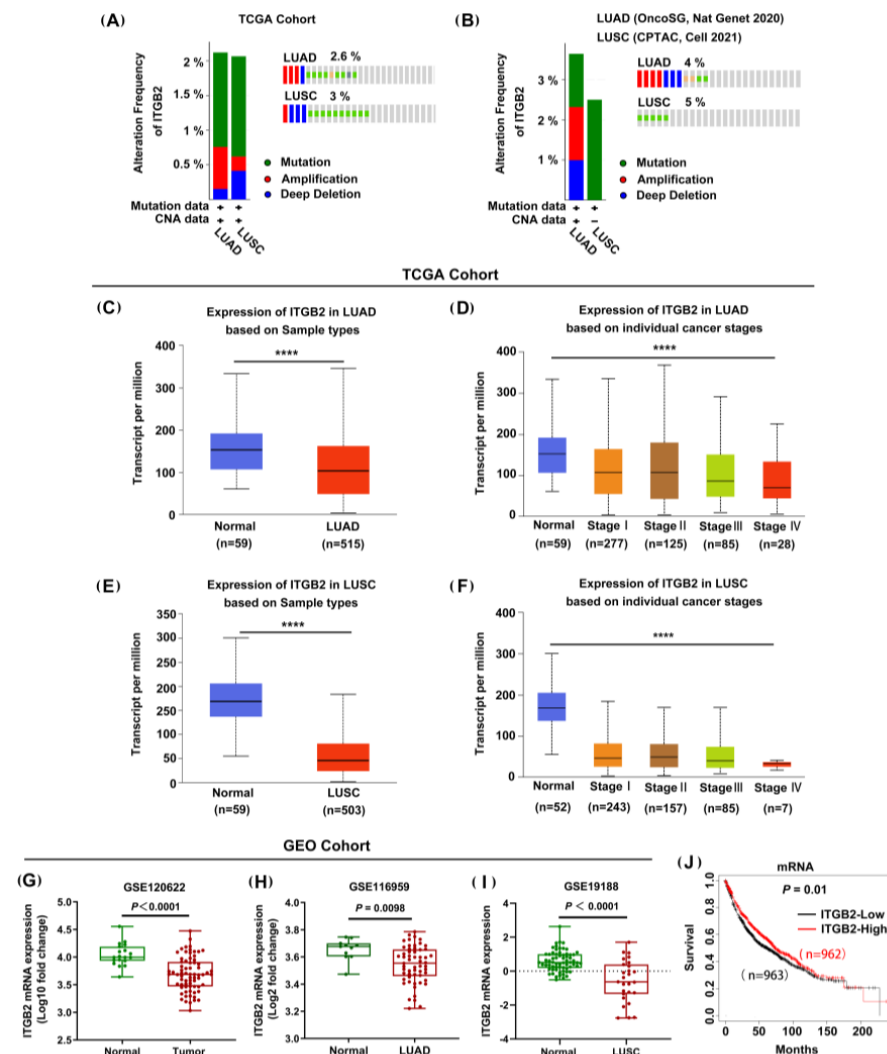 (A)
TCGA Cohort
Alteration Frequency
of ITGB2
2 %
1.5 %
1 %
0.5 %
LUAD 2.6 %
LUSC 3 %
Mutation
Amplification
Deep Deletion
Mutation data + +
CNA data + +
LUAD
LUSC
(B)
LUAD (OncoSG, Nat Genet 2020)
LUSC (CPTAC, Cell 2021)
Alteration Frequency
of ITGB2
3 %
2 %
1 %
LUAD 4 %
LUSC 5 %
Mutation
Amplification
Deep Deletion
Mutation data + +
CNA data + −
LUAD
LUSC
TCGA Cohort
(C)
Expression of ITGB2 in LUAD
based on Sample types
****
Transcript per million
400
300
200
100
0
Normal LUAD
(n=59) (n=515)
(D)
Expression of ITGB2 in LUAD
based on individual cancer stages
****
Transcript per million
400
300
200
100
0
Normal Stage I Stage II Stage III Stage IV
(n=59) (n=277) (n=125) (n=85) (n=28)
(E)
Expression of ITGB2 in LUSC
based on Sample types
****
Transcript per million
350
300
250
200
150
100
50
0
Normal LUSC
(n=59) (n=503)
(F)
Expression of ITGB2 in LUSC
based on individual cancer stages
****
Transcript per million
400
300
200
100
0
Normal Stage I Stage II Stage III Stage IV
(n=52) (n=243) (n=157) (n=85) (n=7)
GEO Cohort
(G)
GSE120622
P < 0.0001
ITGB2 mRNA expression
(Log10 fold change)
5.0
4.5
4.0
3.5
3.0
2.5
Normal Tumor
(H)
GSE116959
P = 0.0098
ITGB2 mRNA expression
(Log2 fold change)
4.0
3.8
3.6
3.4
3.2
3.0
Normal LUAD
(I)
GSE19188
P < 0.0001
ITGB2 mRNA expression
4
2
0
-2
-4
Normal LUSC
(J)
mRNA
P = 0.01
ITGB2-Low
ITGB2-High
(n=962)
(n=963)
Survival
1.0
0.8
0.6
0.4
0.2
0.0
0 50 100 150 200
Months